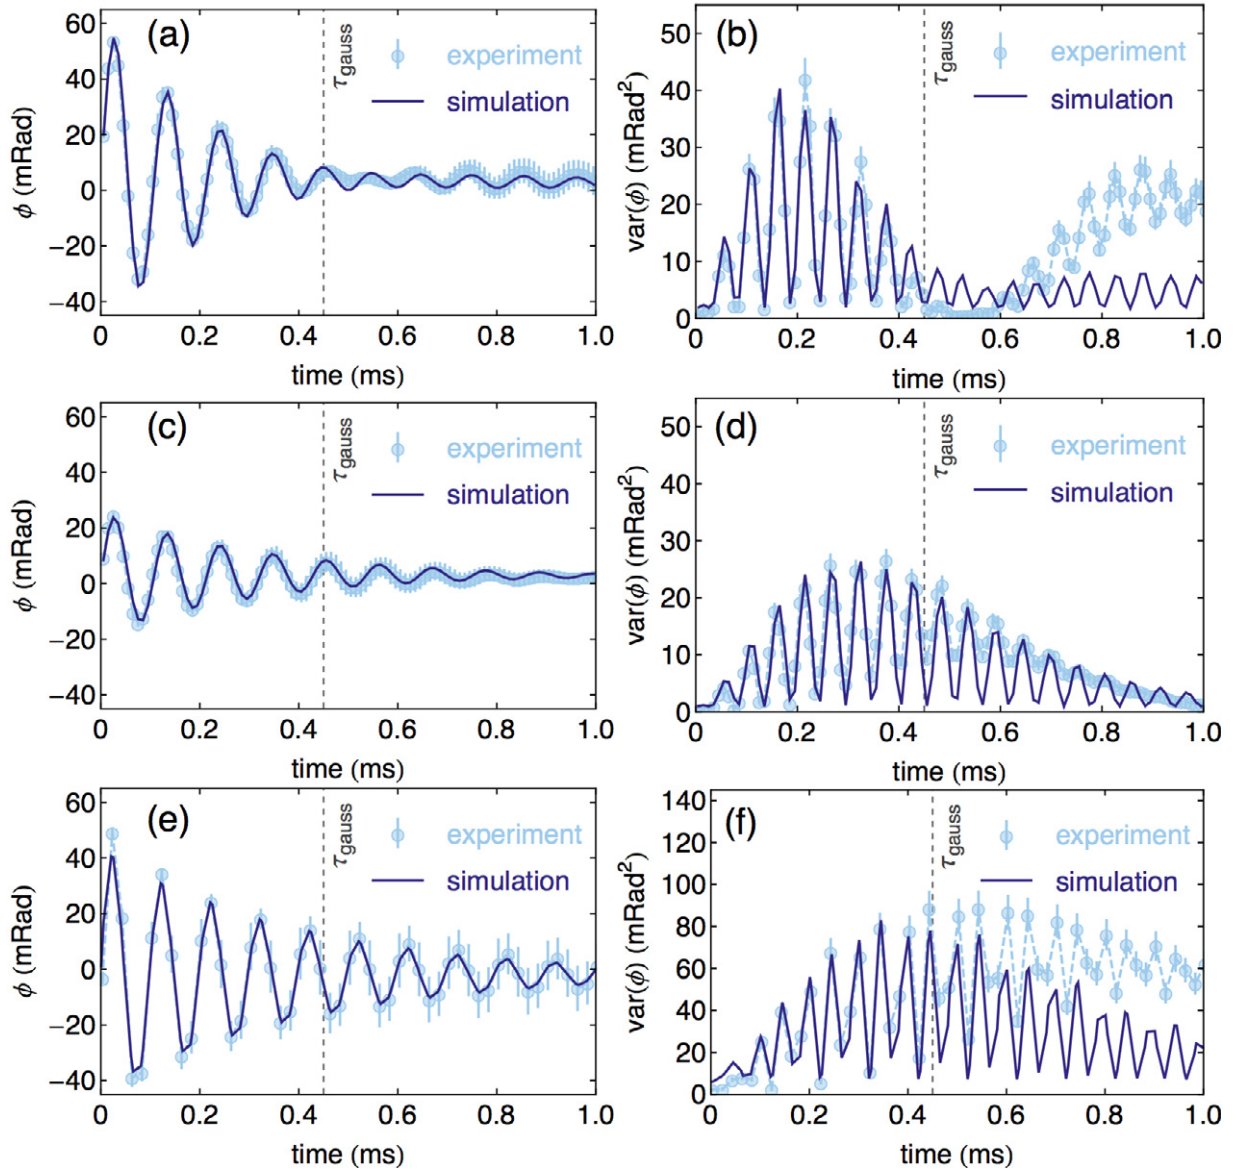 (a)
60
40
20
0
−20
−40
ϕ (mRad)
τgauss
experiment
simulation
0 0.2 0.4 0.6 0.8 1.0
time (ms)
(b)
50
40
30
20
10
0
var(ϕ) (mRad²)
τgauss
experiment
simulation
0 0.2 0.4 0.6 0.8 1.0
time (ms)
(c)
60
40
20
0
−20
−40
ϕ (mRad)
τgauss
experiment
simulation
0 0.2 0.4 0.6 0.8 1.0
time (ms)
(d)
50
40
30
20
10
0
var(ϕ) (mRad²)
τgauss
experiment
simulation
0 0.2 0.4 0.6 0.8 1.0
time (ms)
(e)
60
40
20
0
−20
−40
ϕ (mRad)
τgauss
experiment
simulation
0 0.2 0.4 0.6 0.8 1.0
time (ms)
(f)
140
120
100
80
60
40
20
0
var(ϕ) (mRad²)
τgauss
experiment
simulation
0 0.2 0.4 0.6 0.8 1.0
time (ms)